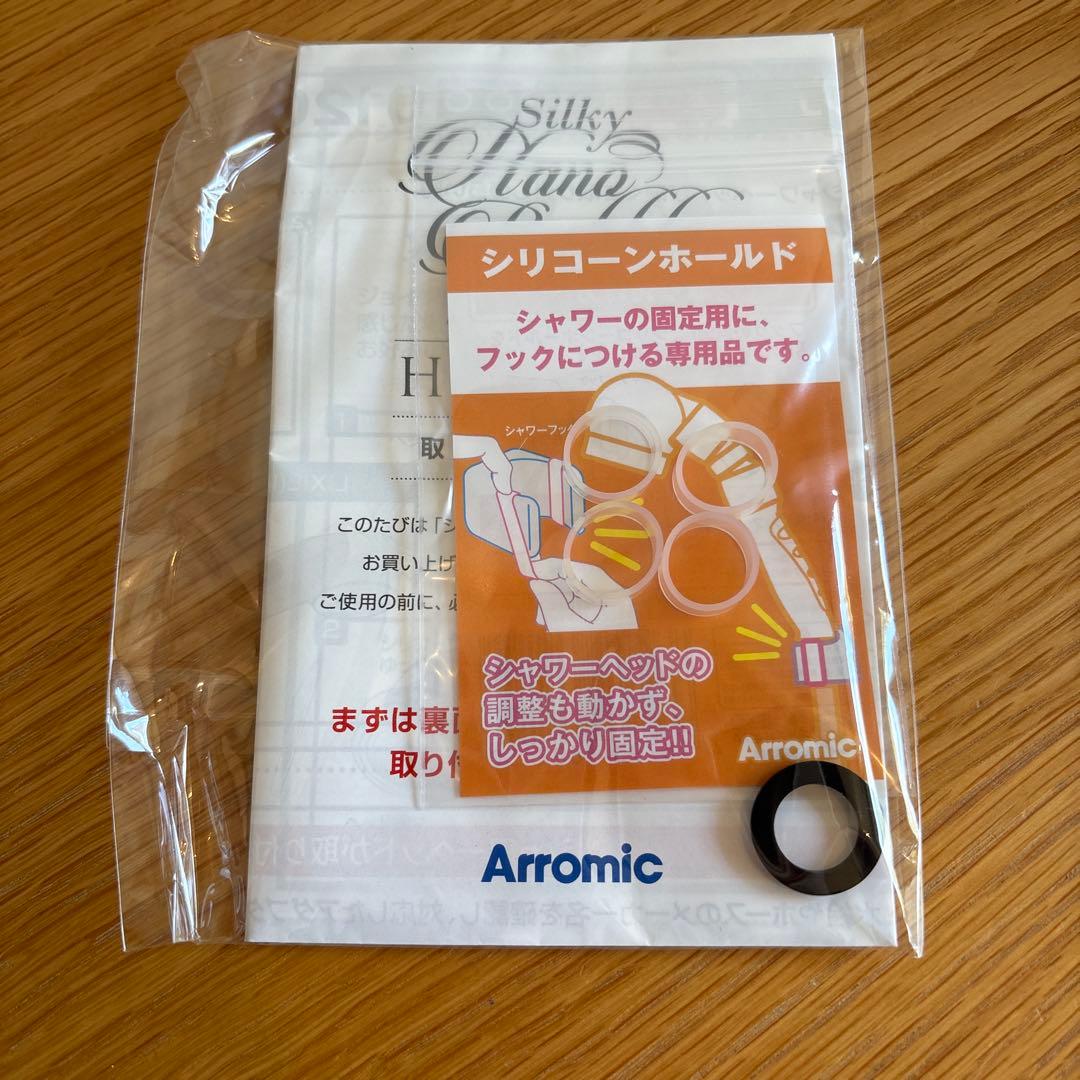 Silky
Nano
シリコーンホールド
シャワーの固定用に、
フックにつける専用品です。
H
シャワーフック
取
このたびは「シ
お買い上げ
ご使用の前に、必
シャワーヘッドの
調整も動かず、
しっかり固定!!
まずは裏面
取り付
Arromic
Arromic